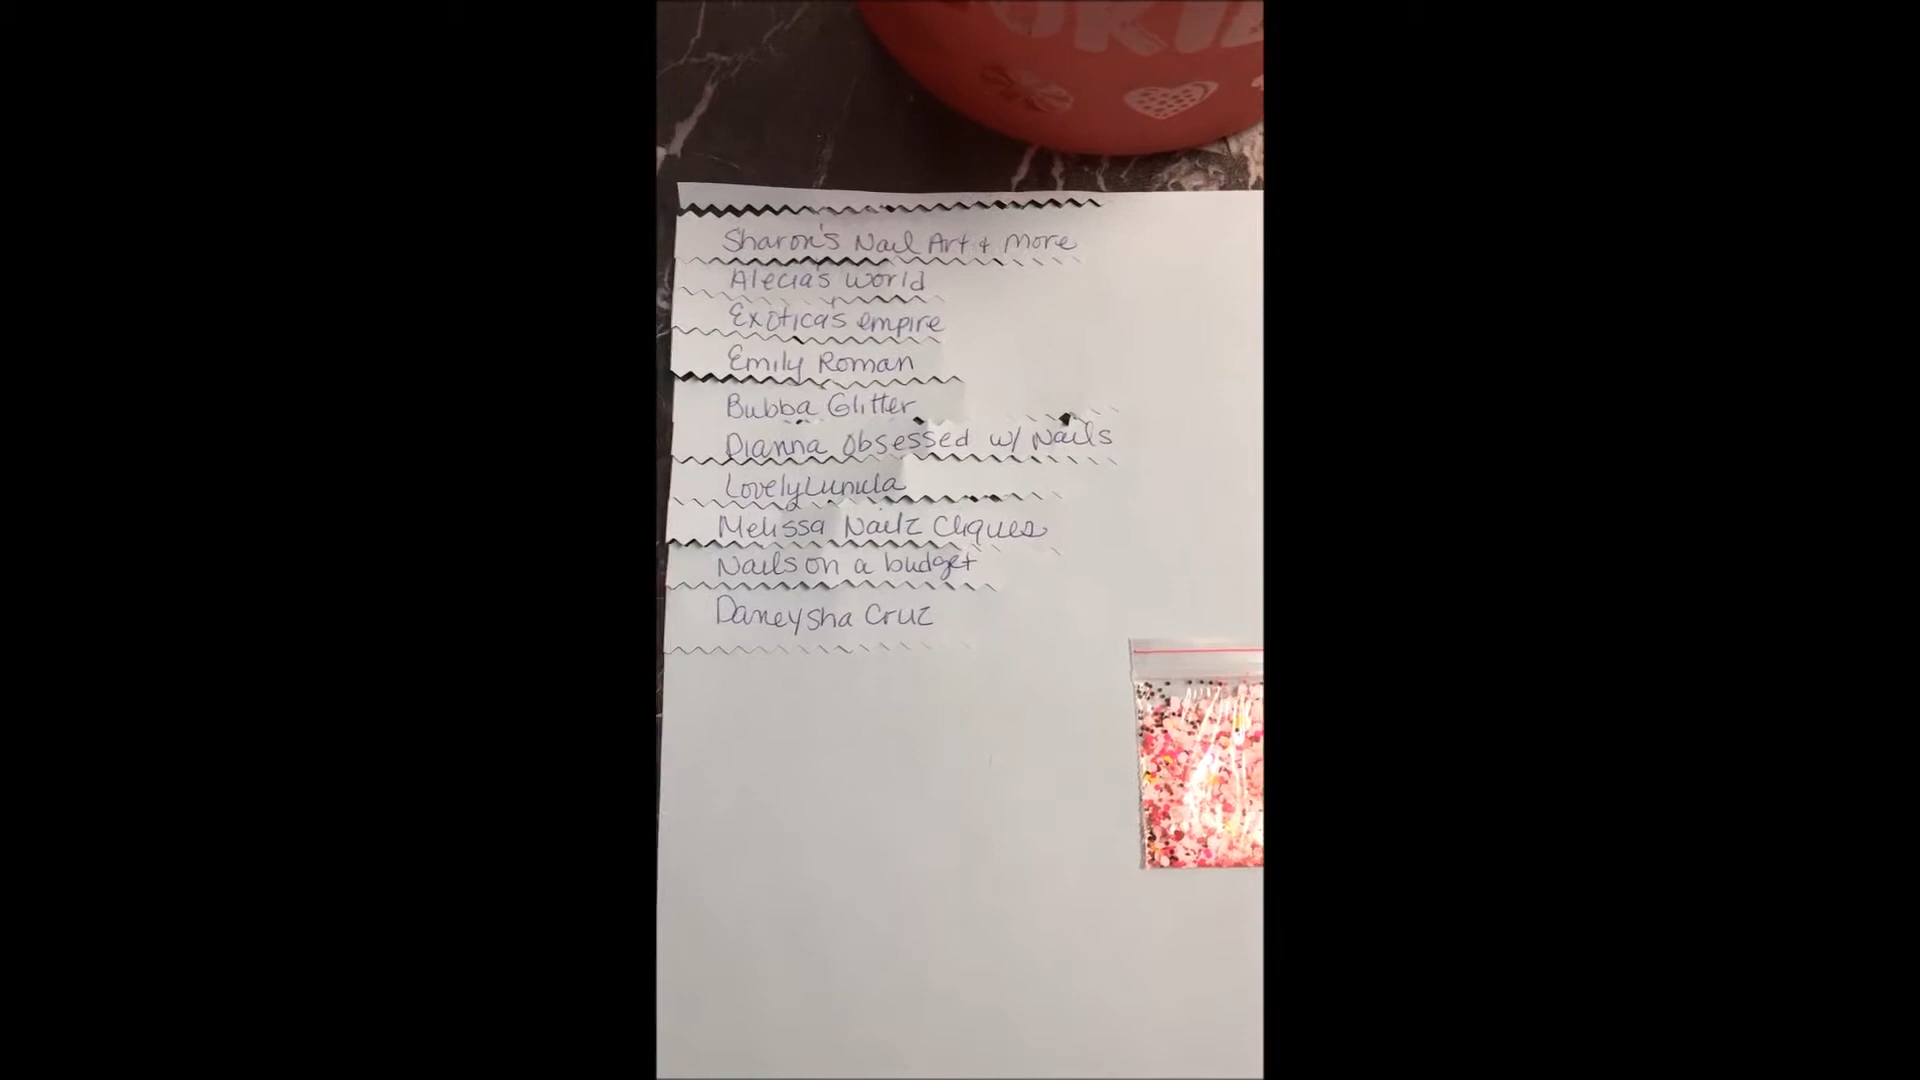 Sharon's Nail Art + More
Alecia's world
Exotica's empire
Emily Roman
Bubba Glitter
Dianna Obsessed w/ Nails
LovelyLunula
Melissa Nailz Cliques
Nails on a budget
Daneysha Cruz